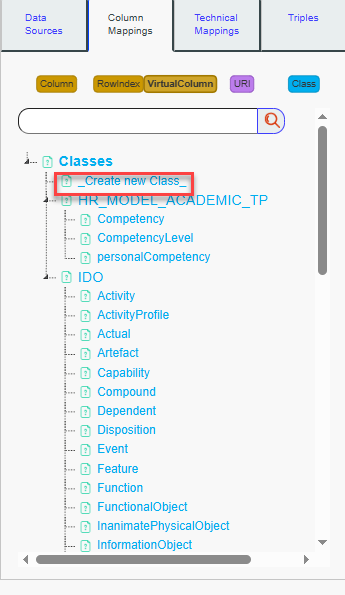 Data Sources
Column Mappings
Technical Mappings
Triples
Column
RowIndex
VirtualColumn
URI
Class
Classes
_Create new Class_
HR_MODEL_ACADEMIC_TP
Competency
CompetencyLevel
personalCompetency
IDO
Activity
ActivityProfile
Actual
Artefact
Capability
Compound
Dependent
Disposition
Event
Feature
Function
FunctionalObject
InanimatePhysicalObject
InformationObject